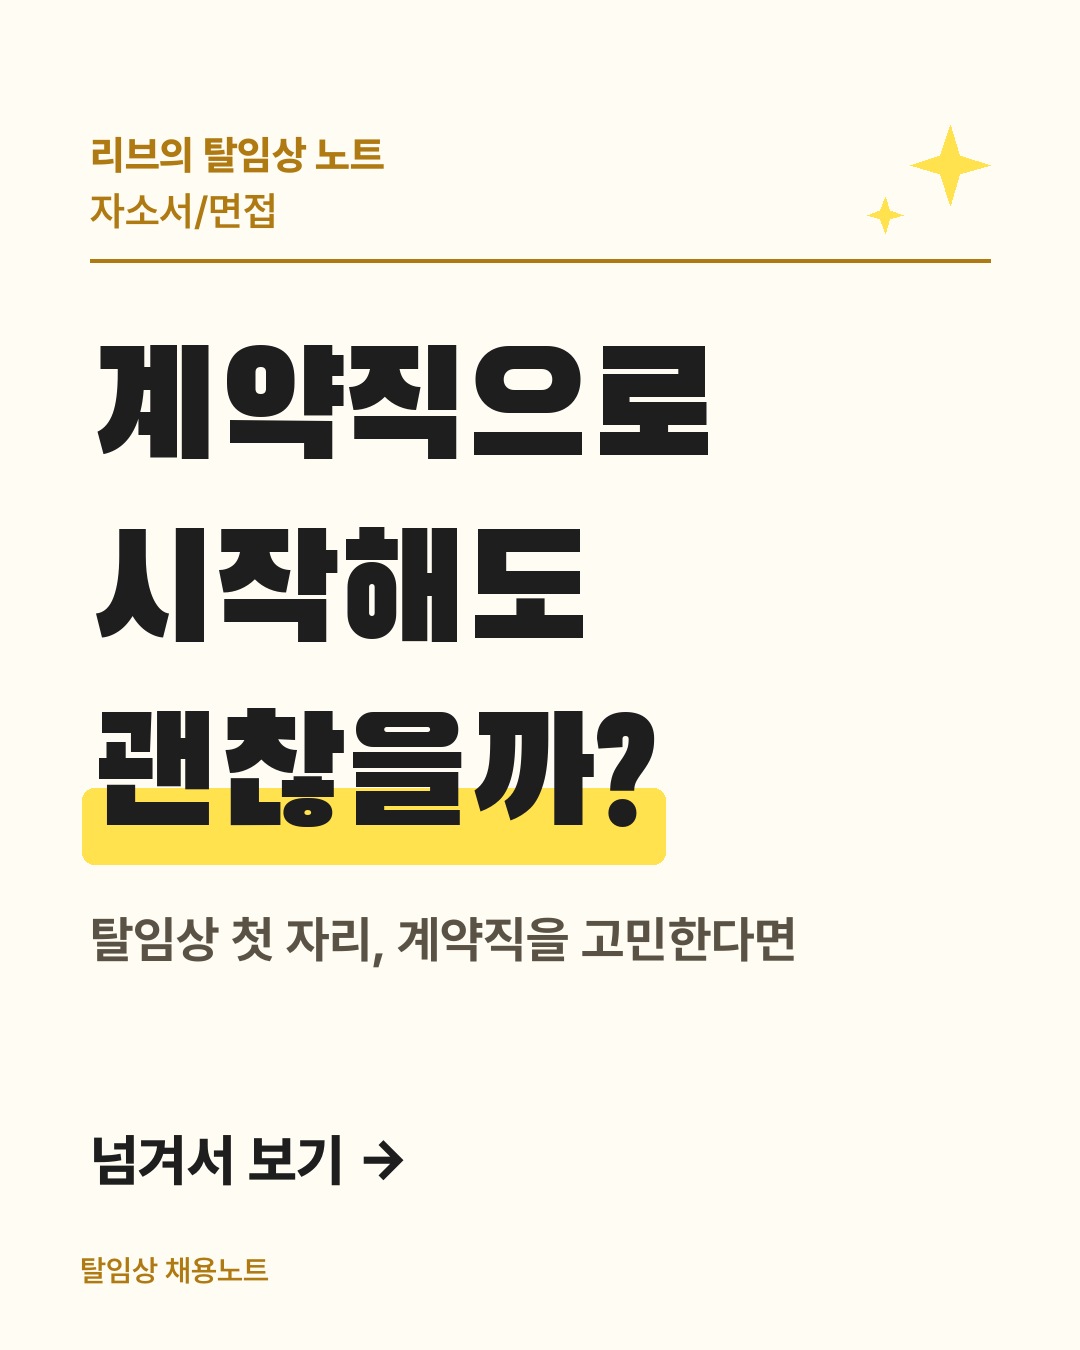 리브의 탈임상 노트
자소서/면접
계약직으로
시작해도
괜찮을까?
탈임상 첫 자리, 계약직을 고민한다면
넘겨서 보기 →
탈임상 채용노트